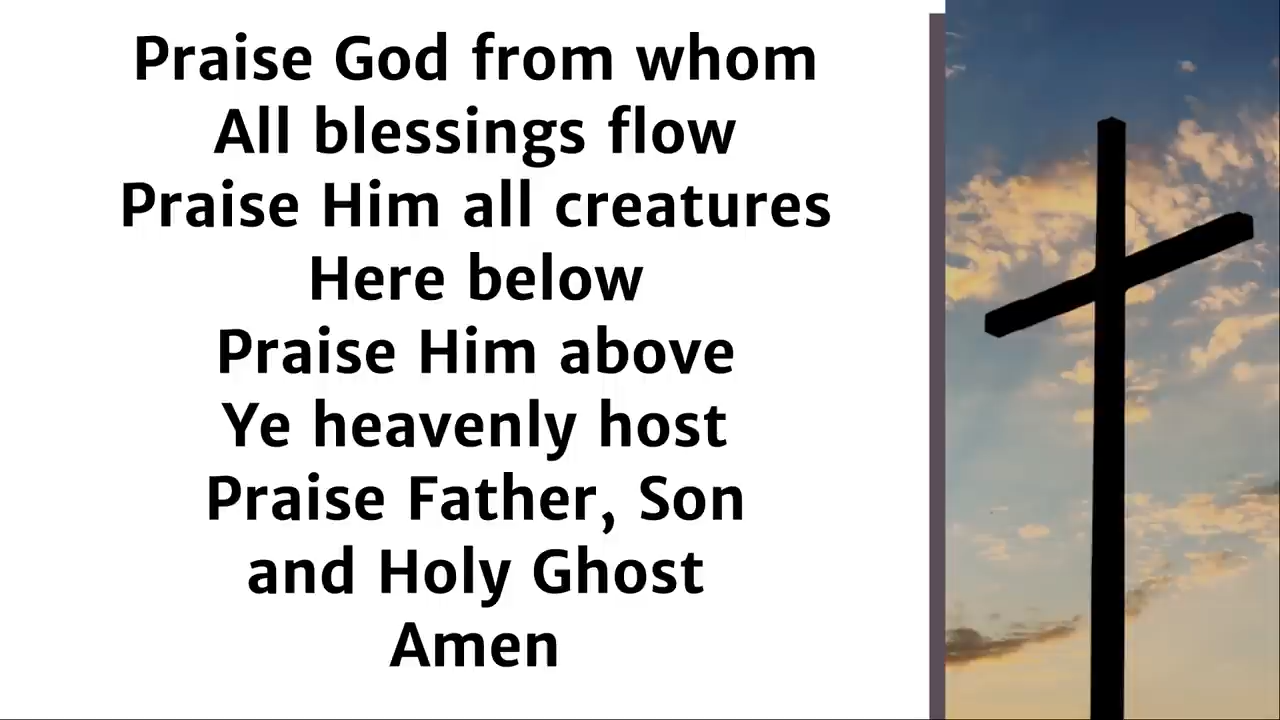 Praise God from whom
All blessings flow
Praise Him all creatures
Here below
Praise Him above
Ye heavenly host
Praise Father, Son
and Holy Ghost
Amen